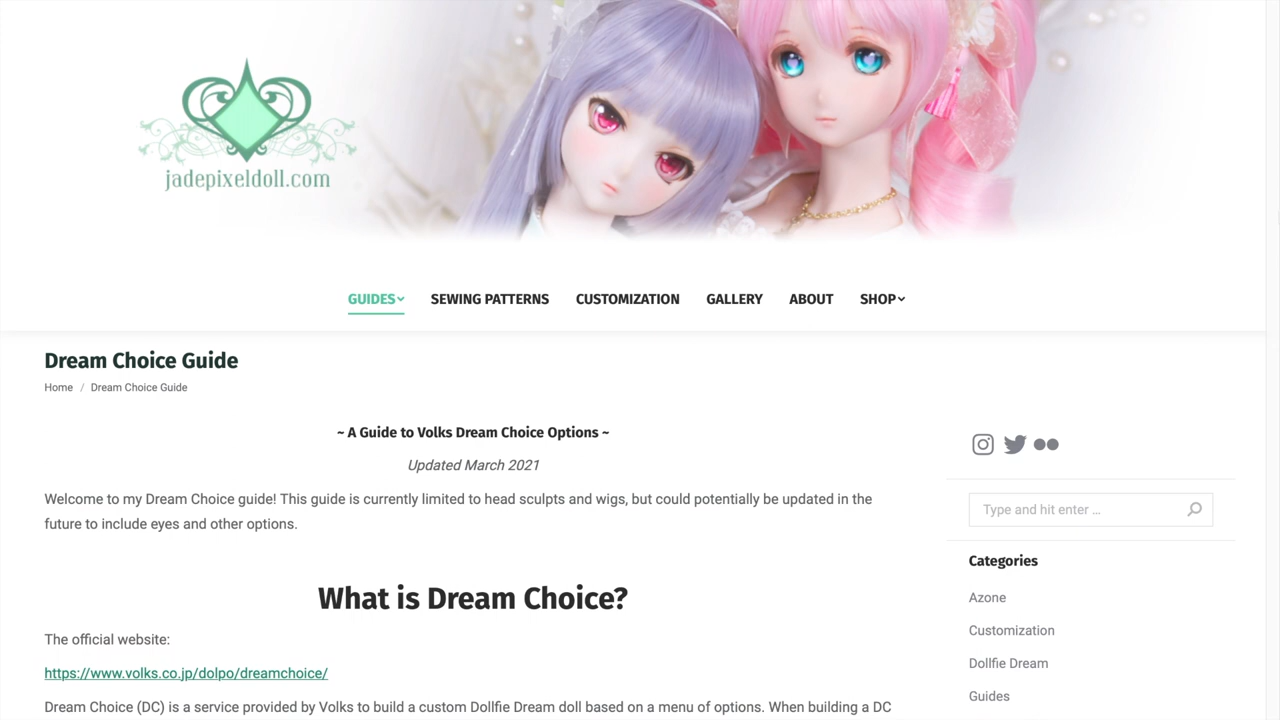 jadepixeldoll.com
GUIDES
SEWING PATTERNS
CUSTOMIZATION
GALLERY
ABOUT
SHOP
Dream Choice Guide
Home / Dream Choice Guide
~ A Guide to Volks Dream Choice Options ~
Updated March 2021
Welcome to my Dream Choice guide! This guide is currently limited to head sculpts and wigs, but could potentially be updated in the
future to include eyes and other options.
What is Dream Choice?
The official website:
https://www.volks.co.jp/dolpo/dreamchoice/
Dream Choice (DC) is a service provided by Volks to build a custom Dollfie Dream doll based on a menu of options. When building a DC
Type and hit enter ...
Categories
Azone
Customization
Dollfie Dream
Guides